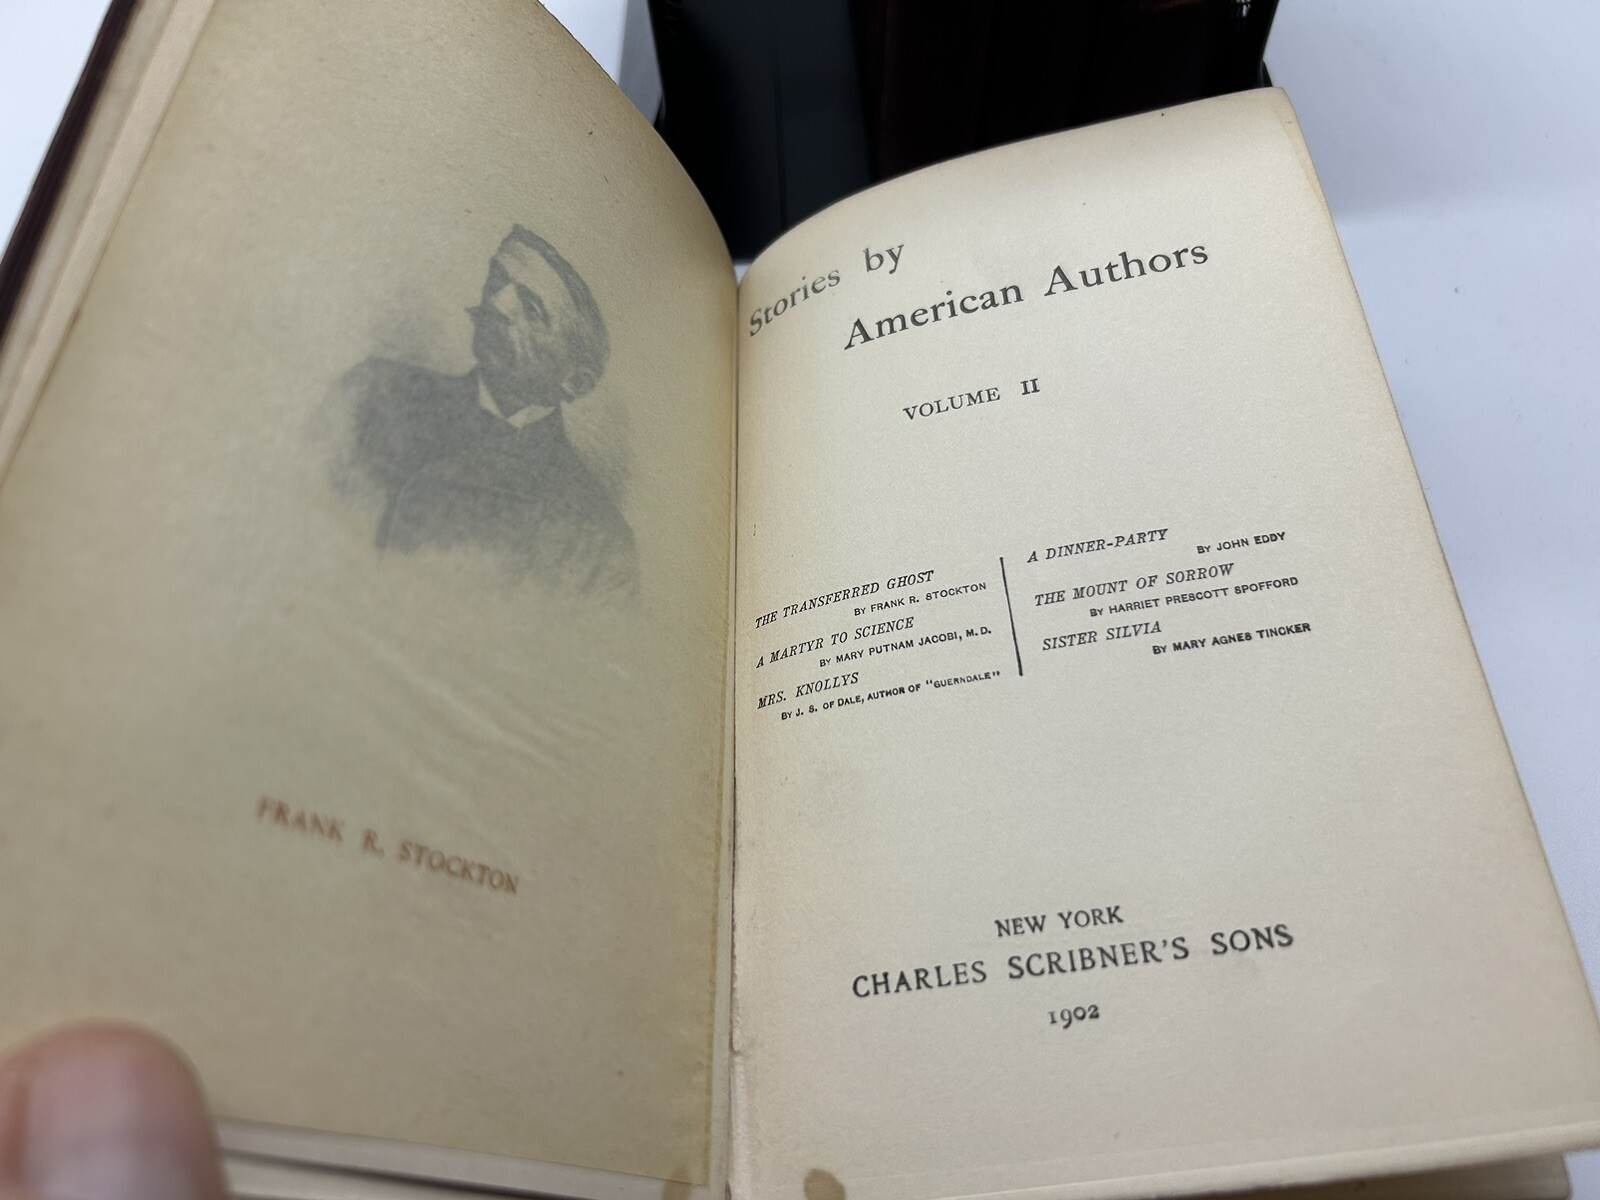 FRANK R. STOCKTON
Stories by
American Authors
VOLUME II
THE TRANSFERRED GHOST
BY FRANK R. STOCKTON
A MARTYR TO SCIENCE
BY MARY PUTNAM JACOBI, M.D.
MRS. KNOLLYS
BY J. S. OF DALE, AUTHOR OF "GUERNDALE"
A DINNER-PARTY
BY JOHN EDDY
THE MOUNT OF SORROW
BY HARRIET PRESCOTT SPOFFORD
SISTER SILVIA
BY MARY AGNES TINCKER
NEW YORK
CHARLES SCRIBNER'S SONS
1902